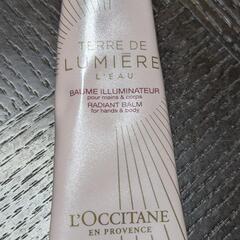 TERRE DE
LUMIÈRE
L'EAU
BAUME ILLUMINATEUR
pour mains & corps
RADIANT BALM
for hands & body
L'OCCITANE
EN PROVENCE